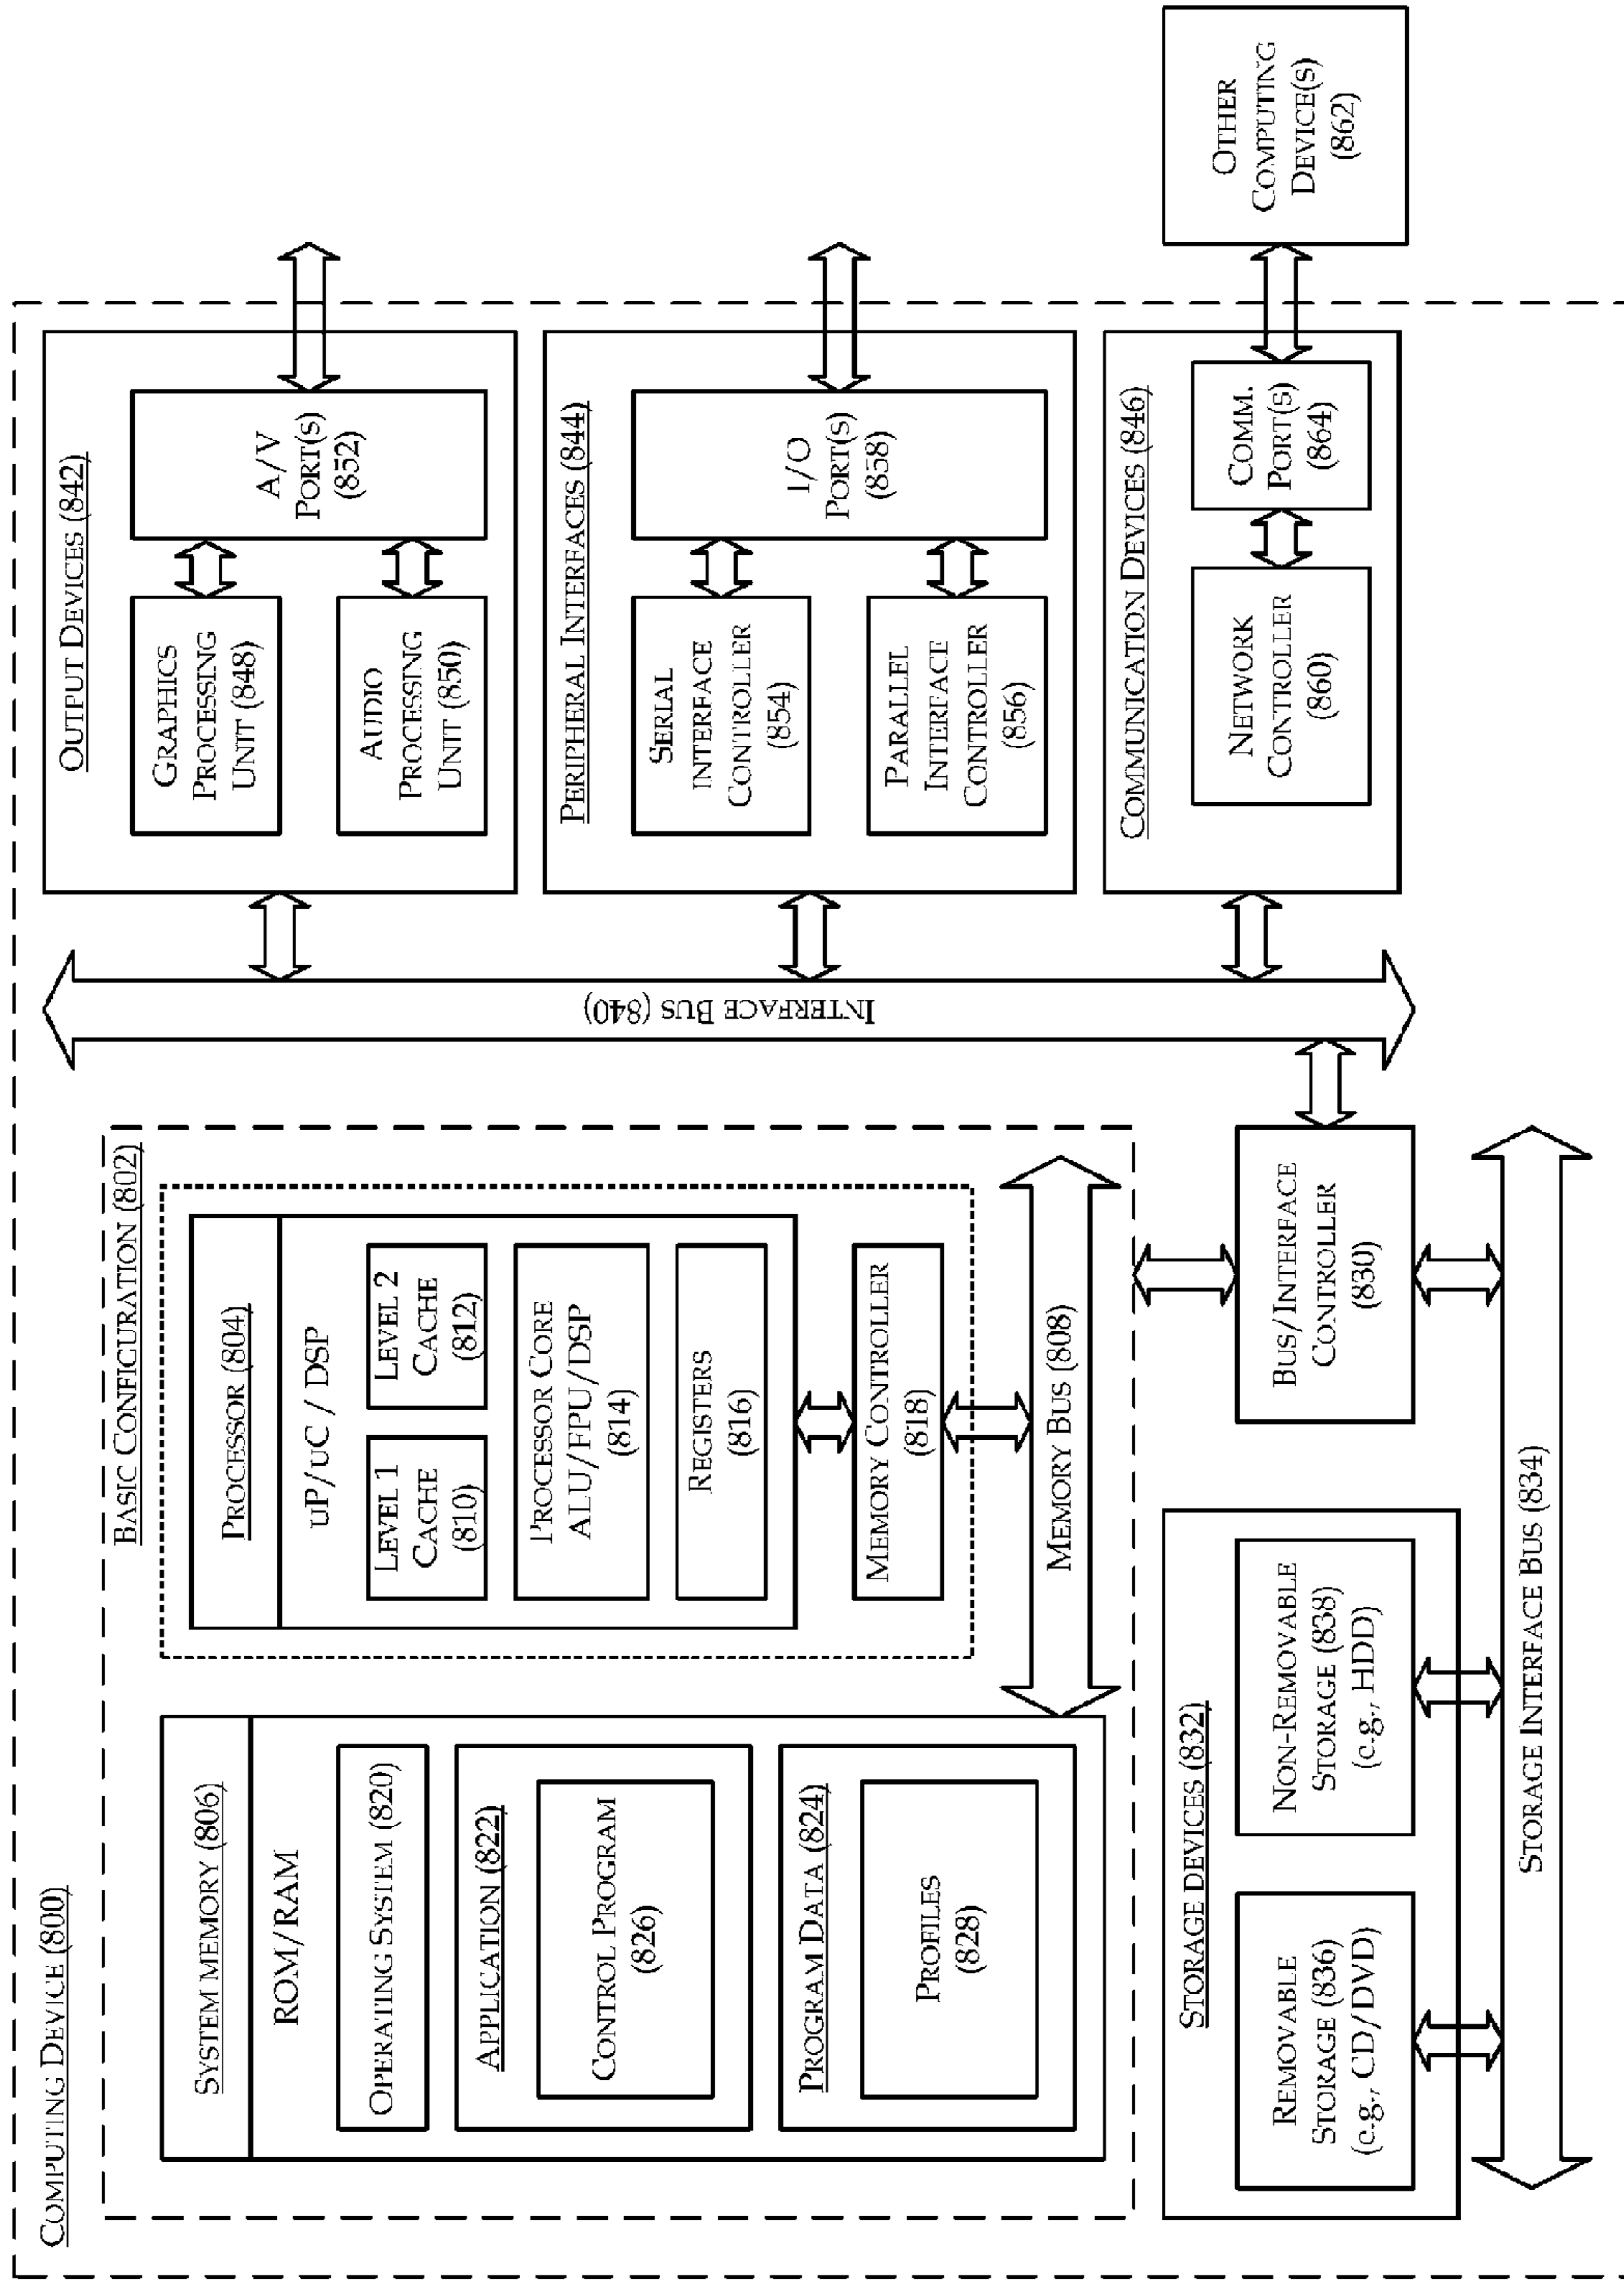 COMPUTING DEVICE (800)
BASIC CONFIGURATION (802)
SYSTEM MEMORY (806)
ROM/RAM
OPERATING SYSTEM (820)
APPLICATION (822)
CONTROL PROGRAM
(826)
PROGRAM DATA (824)
PROFILES
(828)
PROCESSOR (804)
uP/uC / DSP
LEVEL 1
CACHE
(810)
LEVEL 2
CACHE
(812)
PROCESSOR CORE
ALU/FPU/DSP
(814)
REGISTERS
(816)
MEMORY CONTROLLER
(818)
MEMORY BUS (808)
STORAGE DEVICES (832)
REMOVABLE
STORAGE (836)
(e.g., CD/DVD)
NON-REMOVABLE
STORAGE (838)
(e.g., HDD)
BUS/INTERFACE
CONTROLLER
(830)
STORAGE INTERFACE BUS (834)
INTERFACE BUS (840)
OUTPUT DEVICES (842)
GRAPHICS
PROCESSING
UNIT (848)
AUDIO
PROCESSING
UNIT (850)
A/V
PORT(S)
(852)
PERIPHERAL INTERFACES (844)
SERIAL
INTERFACE
CONTROLLER
(854)
PARALLEL
INTERFACE
CONTROLLER
(856)
I/O
PORT(S)
(858)
COMMUNICATION DEVICES (846)
NETWORK
CONTROLLER
(860)
COMM.
PORT(S)
(864)
OTHER
COMPUTING
DEVICE(S)
(862)